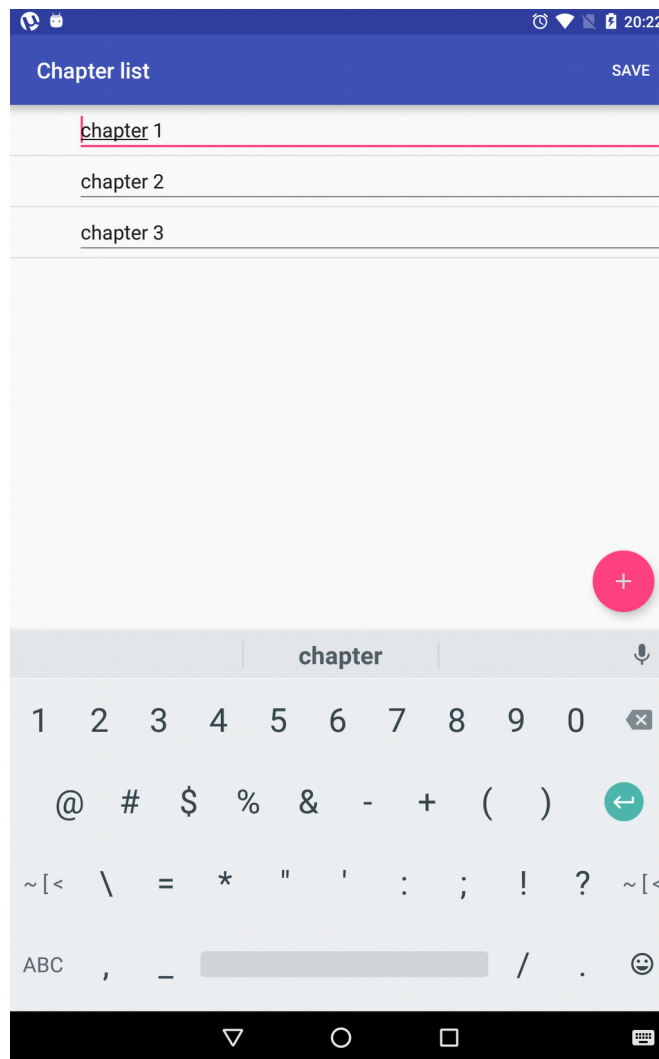 20:22
Chapter list SAVE
chapter 1
chapter 2
chapter 3
+
chapter
1 2 3 4 5 6 7 8 9 0
@ # $ % & - + ( )
~ [ < \ = * " ' : ; ! ? ~ [ <
ABC , _ / .